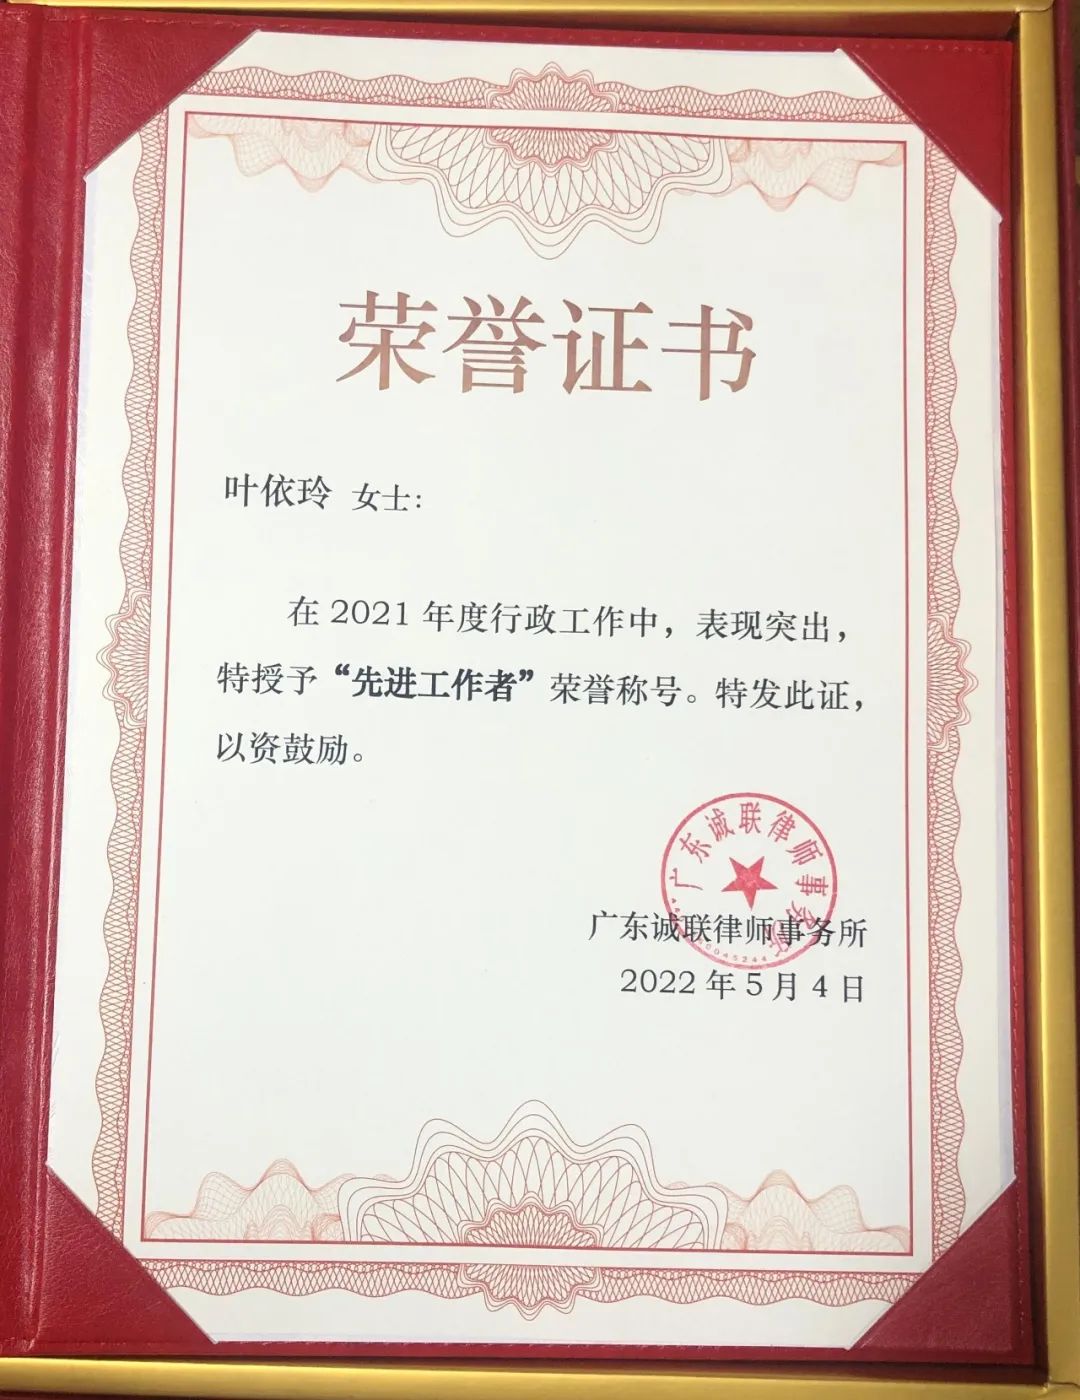 荣誉证书
叶依玲 女士：
在 2021 年度行政工作中，表现突出，
特授予“先进工作者”荣誉称号。特发此证，
以资鼓励。
广东诚联律师事务所
广东诚联律师事务所
2022 年 5 月 4 日